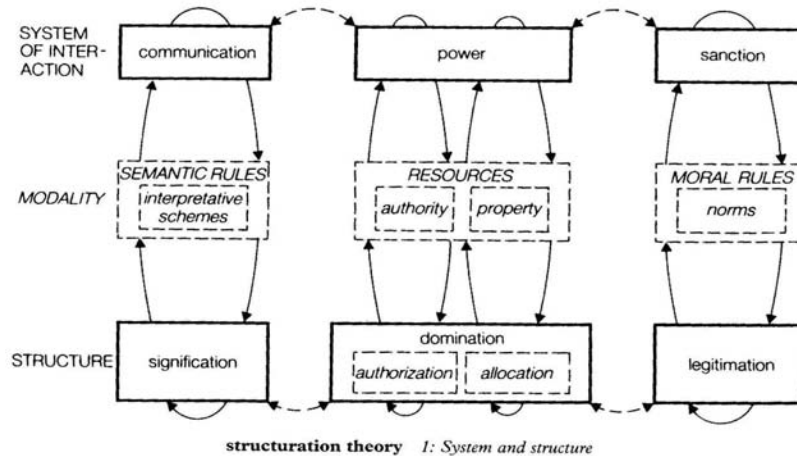 SYSTEM
OF INTER-
ACTION
communication
power
sanction
MODALITY
SEMANTIC RULES
interpretative
schemes
RESOURCES
authority
property
MORAL RULES
norms
STRUCTURE
signification
domination
authorization
allocation
legitimation
structuration theory 1: System and structure